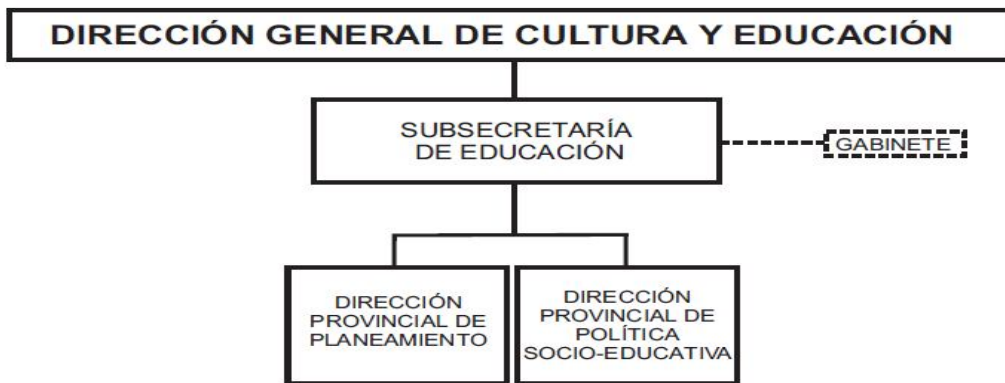 DIRECCIÓN GENERAL DE CULTURA Y EDUCACIÓN
SUBSECRETARÍA
DE EDUCACIÓN
GABINETE
DIRECCIÓN
PROVINCIAL DE
PLANEAMIENTO
DIRECCIÓN
PROVINCIAL DE
POLÍTICA
SOCIO-EDUCATIVA